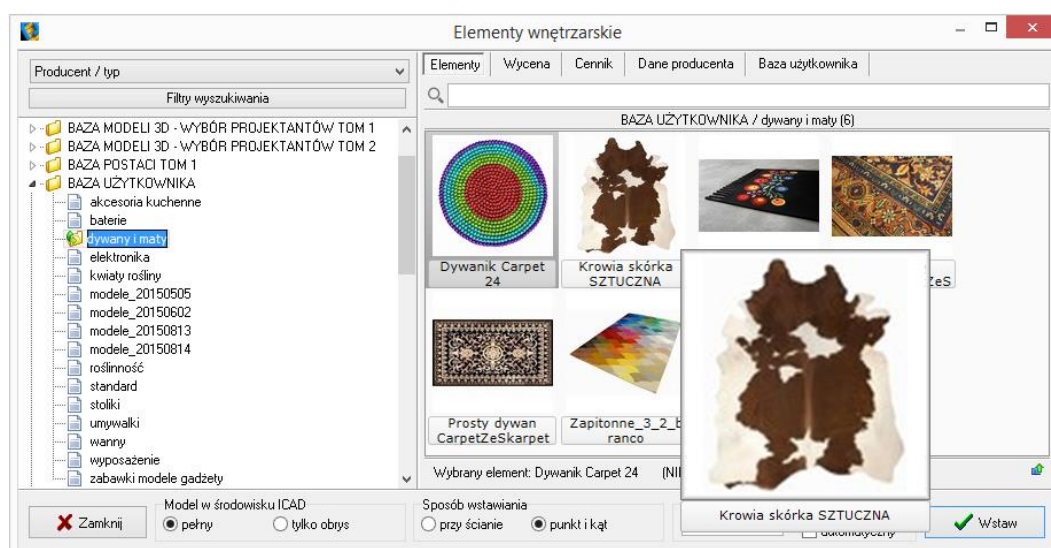 Elementy wnętrzarskie
Producent / typ
Filtry wyszukiwania
BAZA MODELI 3D - WYBÓR PROJEKTANTÓW TOM 1
BAZA MODELI 3D - WYBÓR PROJEKTANTÓW TOM 2
BAZA POSTACI TOM 1
BAZA UŻYTKOWNIKA
akcesoria kuchenne
baterie
dywany i maty
elektronika
kwiaty rośliny
modele_20150505
modele_20150602
modele_20150813
modele_20150814
roślinność
standard
stoliki
umywalki
wanny
wyposażenie
zabawki modele gadżety
Elementy Wycena Cennik Dane producenta Baza użytkownika
BAZA UŻYTKOWNIKA / dywany i maty (6)
Dywanik Carpet
24
Krowia skórka
SZTUCZNA
ZeS
Prosty dywan
CarpetZeSkarpet
Zapitonne_3_2_b
ranco
Krowia skórka SZTUCZNA
Wybrany element: Dywanik Carpet 24
Zamknij
Model w środowisku ICAD
pełny tylko obrys
Sposób wstawiania
przy ścianie punkt i kąt
automatyczny
Wstaw